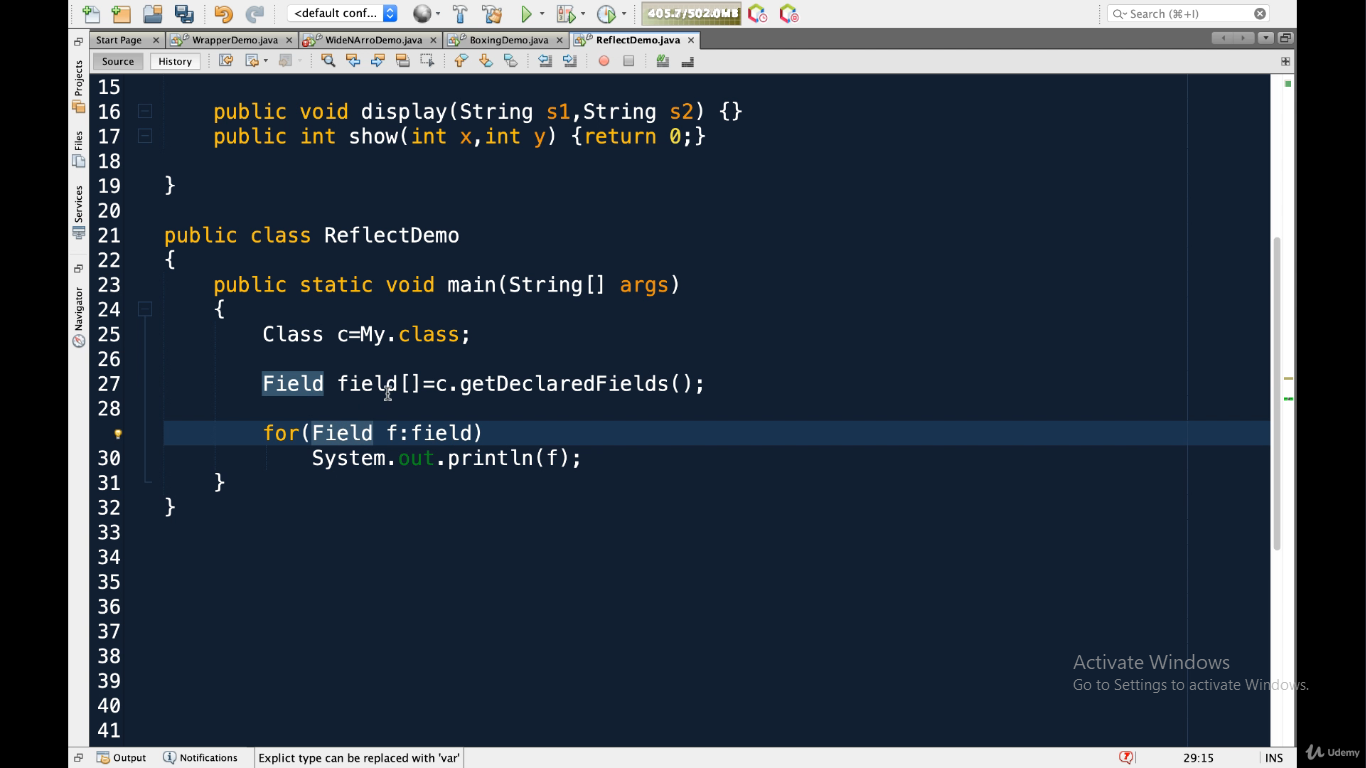 <default conf...
405.7/502.0MB
Search (⌘+I)
Start Page
WrapperDemo.java
WideNArroDemo.java
BoxingDemo.java
ReflectDemo.java
Source
History
Projects
Files
Services
Navigator
15
16 public void display(String s1,String s2) {}
17 public int show(int x,int y) {return 0;}
18
19 }
20
21 public class ReflectDemo
22 {
23 public static void main(String[] args)
24 {
25 Class c=My.class;
26
27 Field field[]=c.getDeclaredFields();
28
for(Field f:field)
30 System.out.println(f);
31 }
32 }
33
34
35
36
37
38
39
40
41
Activate Windows
Go to Settings to activate Windows.
Output
Notifications
Explict type can be replaced with 'var'
29:15
INS
Udemy